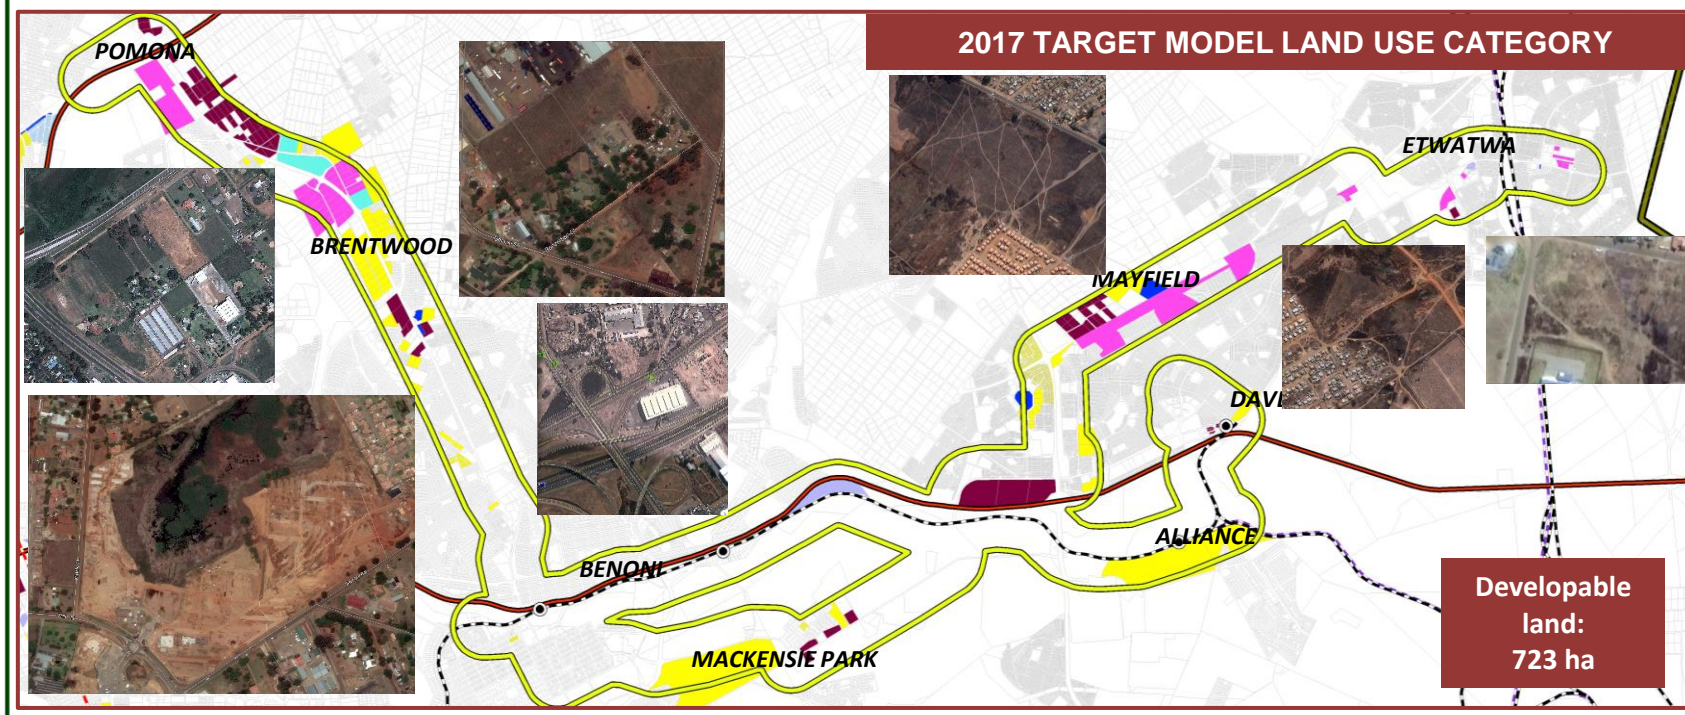 2017 TARGET MODEL LAND USE CATEGORY
POMONA
ETWATWA
BRENTWOOD
MAYFIELD
ALLIANCE
BENONI
MACKENSIE PARK
Developable
land:
723 ha